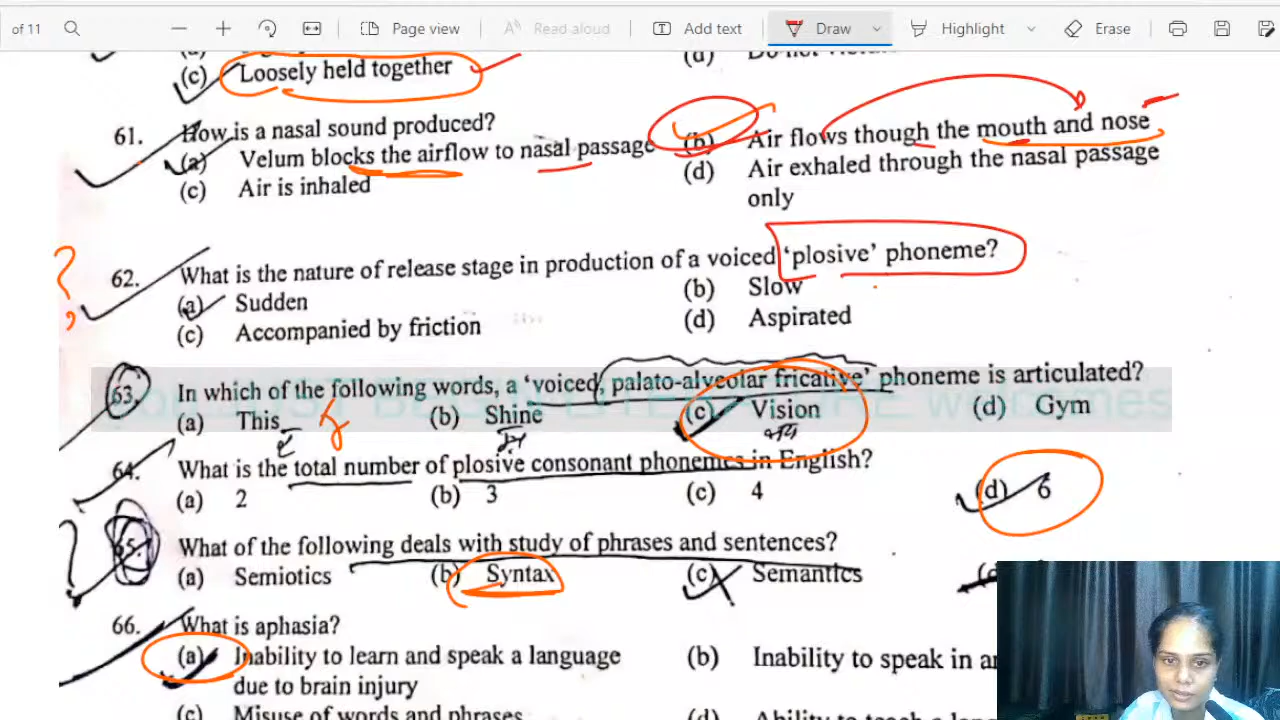 of 11 Page view Read aloud Add text Draw Highlight Erase
(c) Loosely held together (d)
61. How is a nasal sound produced?
(a) Velum blocks the airflow to nasal passage (b) Air flows though the mouth and nose
(c) Air is inhaled (d) Air exhaled through the nasal passage
only
62. What is the nature of release stage in production of a voiced 'plosive' phoneme?
(a) Sudden (b) Slow
(c) Accompanied by friction (d) Aspirated
63. In which of the following words, a 'voiced, palato-alveolar fricative' phoneme is articulated?
(a) This (b) Shine (c) Vision (d) Gym
64. What is the total number of plosive consonant phonemes in English?
(a) 2 (b) 3 (c) 4 (d) 6
65. What of the following deals with study of phrases and sentences?
(a) Semiotics (b) Syntax (c) Semantics
66. What is aphasia?
(a) Inability to learn and speak a language (b) Inability to speak in
due to brain injury
(c) Misuse of words and phrases (d) Ability to teach a